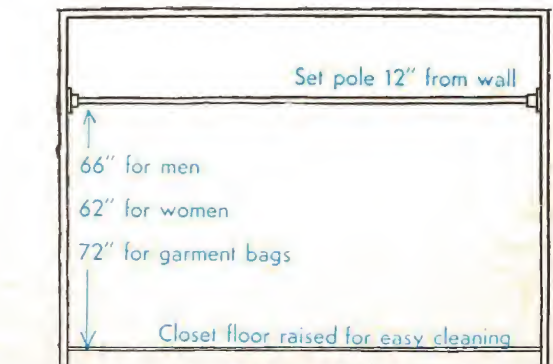 Set pole 12" from wall
66" for men
62" for women
72" for garment bags
Closet floor raised for easy cleaning